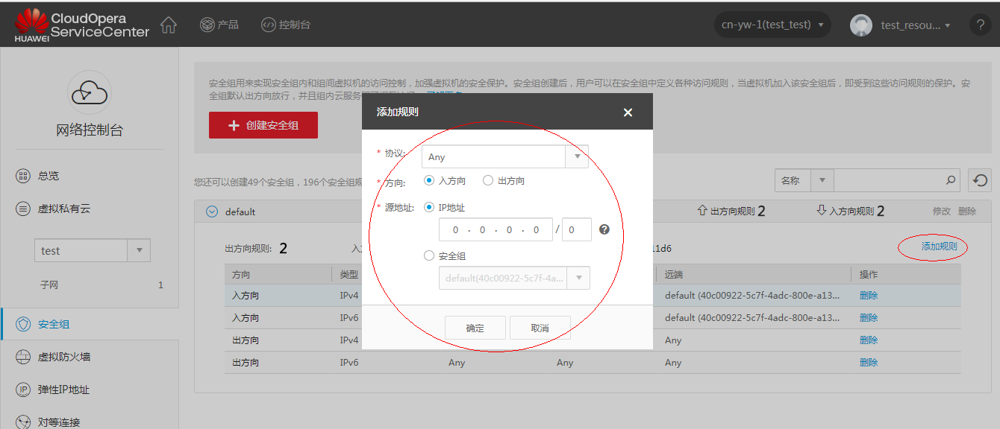 CloudOpera
ServiceCenter
HUAWEI
产品
控制台
cn-yw-1(test_test)
test_resou...
?
网络控制台
总览
虚拟私有云
test
子网 1
安全组
虚拟防火墙
弹性IP地址
对等连接
安全组用来实现安全组内和组间虚拟机的访问控制，加强虚拟机的安全保护。安全组创建后，用户可以在安全组中定义各种访问规则，当虚拟机加入该安全组后，即受到这些访问规则的保护。安
全组默认出方向放行，并且组内云服务
创建安全组
您还可以创建49个安全组，196个安全组规
名称
default
出方向规则 2
入方向规则 2
修改 删除
出方向规则: 2
入
11d6
添加规则
方向 类型 远端 操作
入方向 IPv4 default (40c00922-5c7f-4adc-800e-a13... 删除
入方向 IPv6 default (40c00922-5c7f-4adc-800e-a13... 删除
出方向 IPv4 Any 删除
出方向 IPv6 Any Any Any 删除
添加规则
* 协议: Any
* 方向: 入方向 出方向
* 源地址: IP地址
0 . 0 . 0 . 0 / 0 ?
安全组
default(40c00922-5c7f-4a...
确定 取消